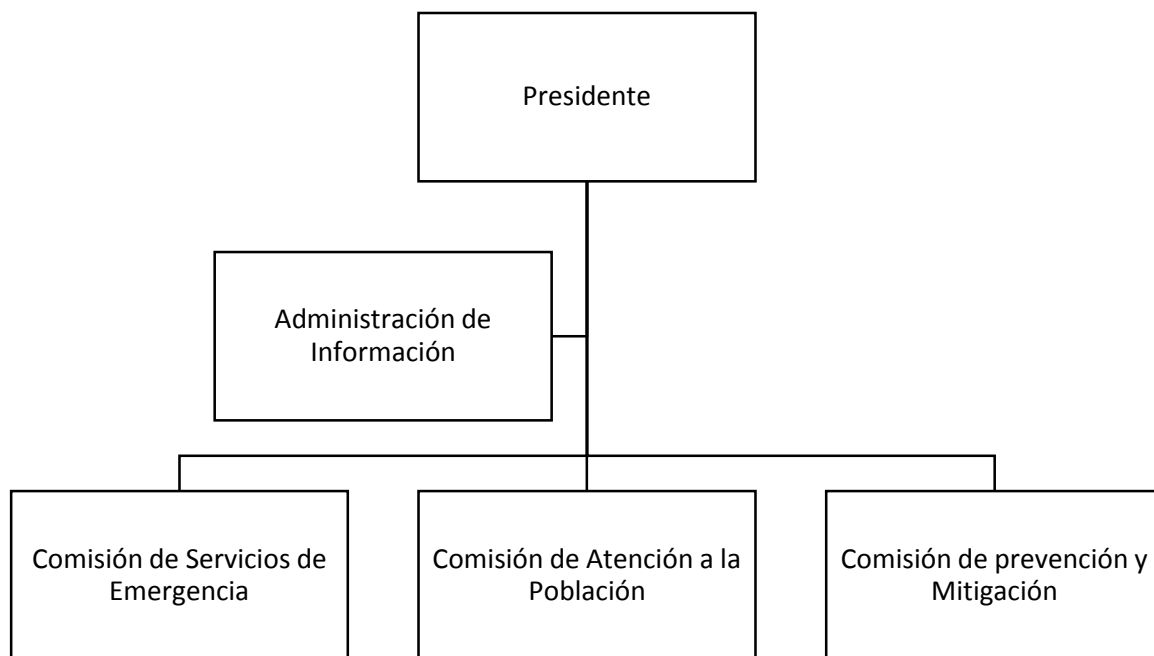 Presidente
Administración de
Información
Comisión de Servicios de
Emergencia
Comisión de Atención a la
Población
Comisión de prevención y
Mitigación